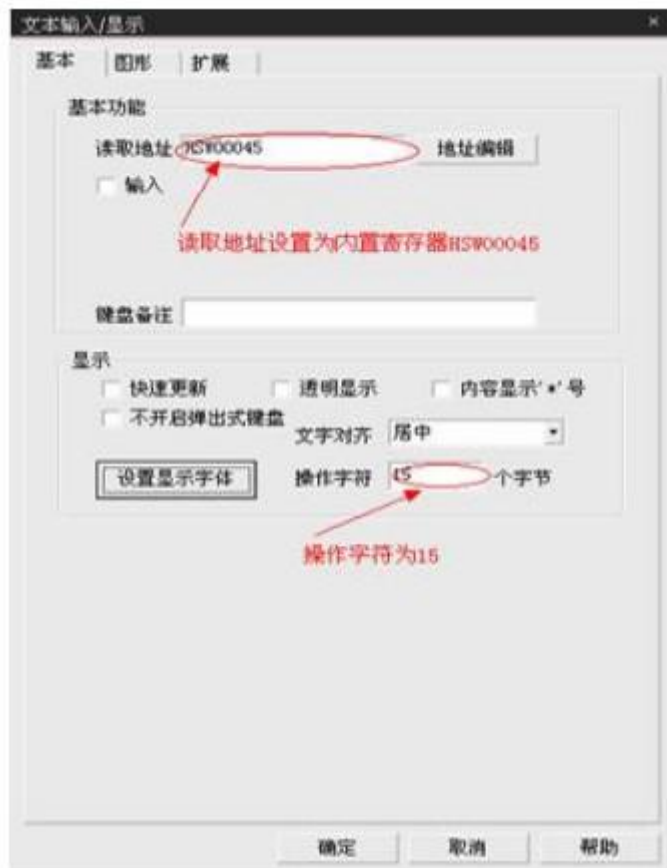 文本输入/显示
基本 图形 扩展
基本功能
读取地址 HSW00045 地址编辑
输入
读取地址设置为内置寄存器HSW00045
键盘备注
显示
快速更新 透明显示 内容显示'*'号
不开启弹出式键盘
文字对齐 居中
设置显示字体 操作字符 15 个字节
操作字符为15
确定 取消 帮助